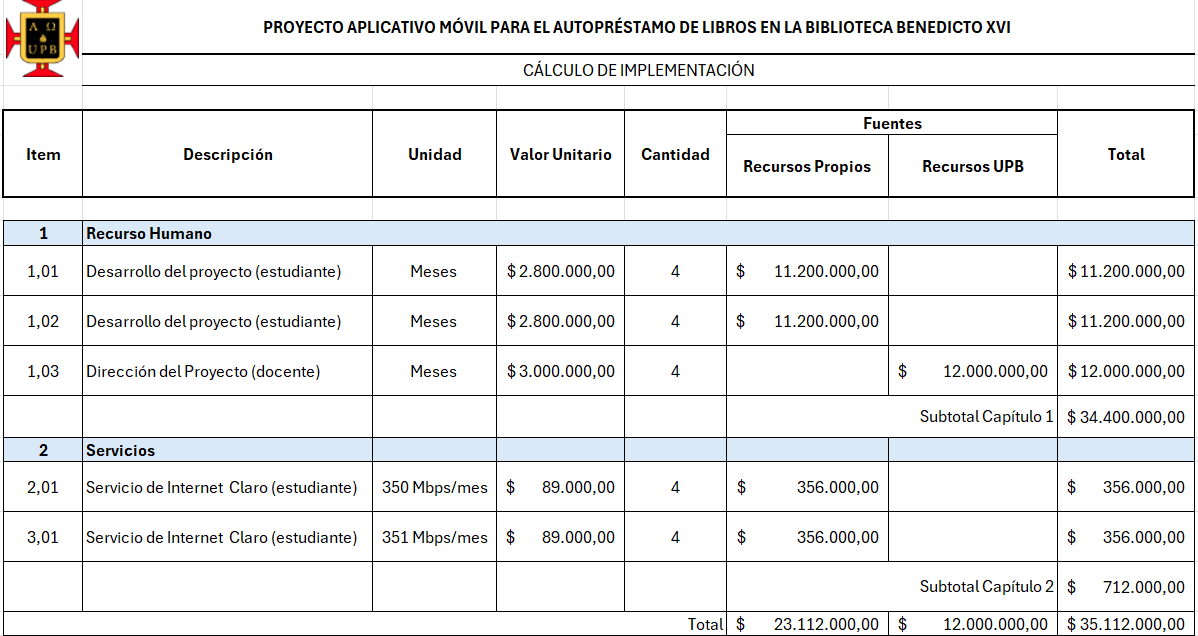 Α Ω
UPB
PROYECTO APLICATIVO MÓVIL PARA EL AUTOPRÉSTAMO DE LIBROS EN LA BIBLIOTECA BENEDICTO XVI
CÁLCULO DE IMPLEMENTACIÓN
Item Descripción Unidad Valor Unitario Cantidad Fuentes Total
Recursos Propios Recursos UPB
1 Recurso Humano
1,01 Desarrollo del proyecto (estudiante) Meses $ 2.800.000,00 4 $ 11.200.000,00 $ 11.200.000,00
1,02 Desarrollo del proyecto (estudiante) Meses $ 2.800.000,00 4 $ 11.200.000,00 $ 11.200.000,00
1,03 Dirección del Proyecto (docente) Meses $ 3.000.000,00 4 $ 12.000.000,00 $ 12.000.000,00
Subtotal Capítulo 1 $ 34.400.000,00
2 Servicios
2,01 Servicio de Internet Claro (estudiante) 350 Mbps/mes $ 89.000,00 4 $ 356.000,00 $ 356.000,00
3,01 Servicio de Internet Claro (estudiante) 351 Mbps/mes $ 89.000,00 4 $ 356.000,00 $ 356.000,00
Subtotal Capítulo 2 $ 712.000,00
Total $ 23.112.000,00 $ 12.000.000,00 $ 35.112.000,00